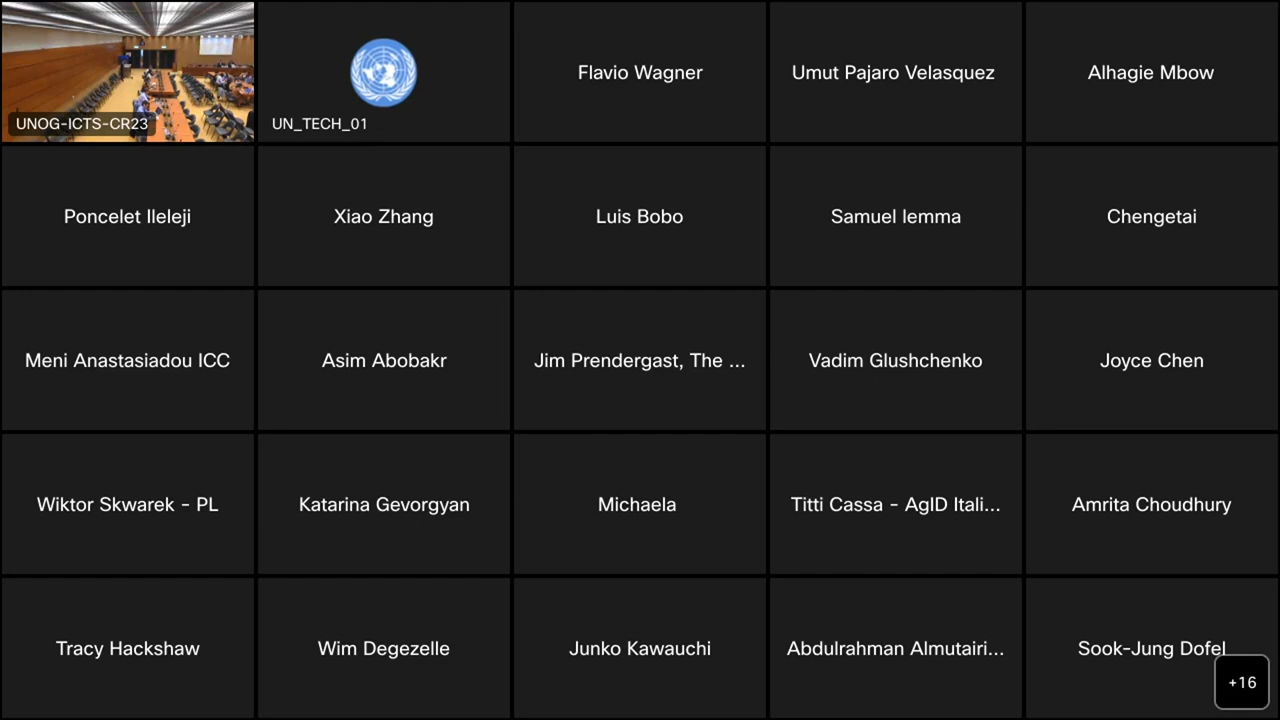 UNOG-ICTS-CR23
UN_TECH_01
Flavio Wagner
Umut Pajaro Velasquez
Alhagie Mbow
Poncelet Ileleji
Xiao Zhang
Luis Bobo
Samuel lemma
Chengetai
Meni Anastasiadou ICC
Asim Abobakr
Jim Prendergast, The ...
Vadim Glushchenko
Joyce Chen
Wiktor Skwarek - PL
Katarina Gevorgyan
Michaela
Titti Cassa - AgID Itali...
Amrita Choudhury
Tracy Hackshaw
Wim Degezelle
Junko Kawauchi
Abdulrahman Almutairi...
Sook-Jung Dofel
+16